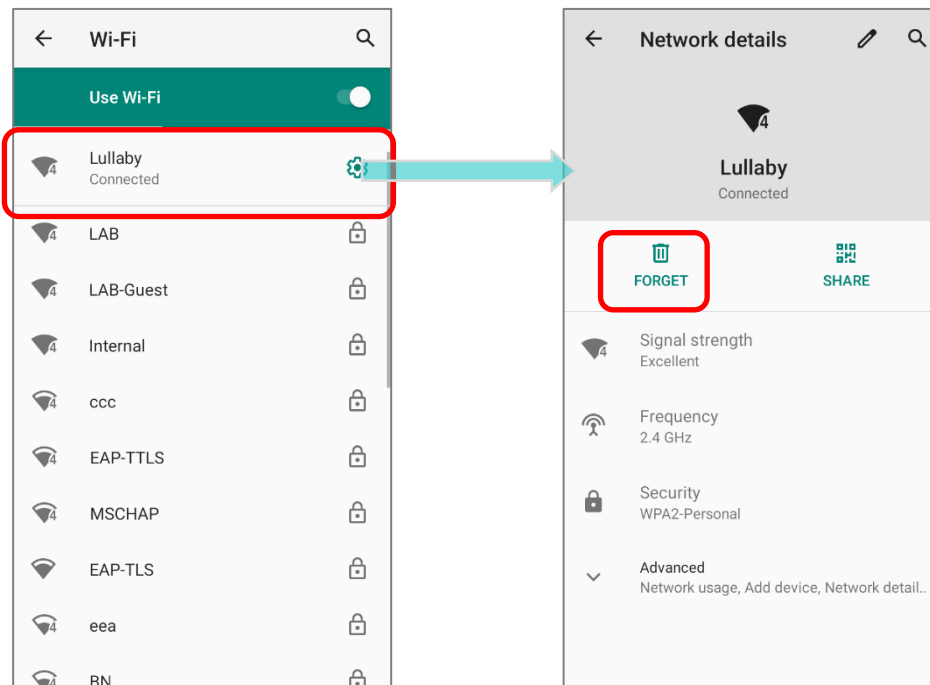 Wi-Fi
Use Wi-Fi
Lullaby
Connected
LAB
LAB-Guest
Internal
ccc
EAP-TTLS
MSCHAP
EAP-TLS
eea
BN
Network details
4
Lullaby
Connected
FORGET
SHARE
Signal strength
Excellent
Frequency
2.4 GHz
Security
WPA2-Personal
Advanced
Network usage, Add device, Network detail..